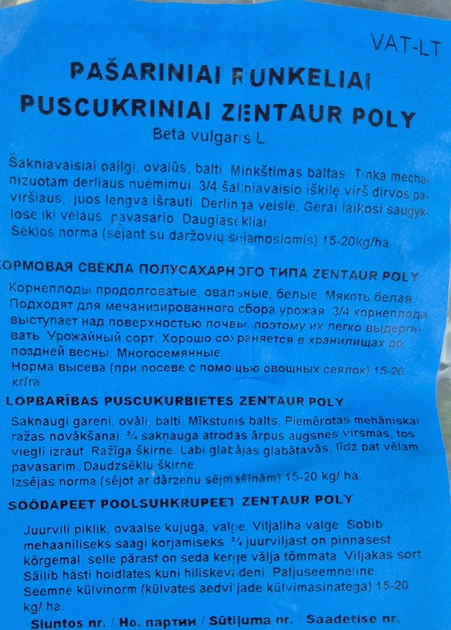 VAT-LT
PAŠARINIAI RUNKELIAI
PUSCUKRINIAI ZENTAUR POLY
Beta vulgaris L.
Šakniavaisiai pailgi, ovalūs, balti. Minkštimas baltas. Tinka mecha-
nizuotam derliaus nuėmimui. 3/4 šakniavaisio iškilę virš dirvos pa-
viršiaus, juos lengva išrauti. Derlinga veislė. Gerai laikosi saugyk-
lose iki vėlaus pavasario. Daugiasėkliai.
Sėklos norma (sėjant su daržovių sėjamosiomis) 15-20kg/ha.
КОРМОВАЯ СВЕКЛА ПОЛУСАХАРНОГО ТИПА ZENTAUR POLY
Корнеплоды продолговатые, овальные, белые. Мякоть белая.
Подходят для мечанизированного сбора урожая. 3/4 корнеплода
выступает над поверхностью почвы, поэтому их легко выдерги-
вать. Урожайный сорт. Хорошо сохраняется в хранилищах до
поздней весны. Многосемянные.
Норма высева (при посеве с помощью овощных сеялок) 15-20
кг/га.
LOPBARĪBAS PUSCUKURBIETES ZENTAUR POLY
Sakņaugi gareni, ovāli, balti. Mīkstums balts. Piemērotas mehāniskai
ražas novākšanai. ¾ sakņauga atrodas ārpus augsnes virsmas, tos
viegli izraut. Ražīga šķirne. Labi glabājas glabātavās, līdz pat vēlam
pavasarim. Daudzsēklu šķirne
Izsējas norma (sējot ar dārzeņu sējmašīnām) 15-20 kg/ ha.
SÖÖDAPEET POOLSUHKRUPEET ZENTAUR POLY
Juurvili piklik, ovaalse kujuga, valge. Viljaliha valge. Sobib
mehaaniliseks saagi korjamiseks. ¾ juurviljast on pinnasest
kõrgemal, selle pärast on seda kerge välja tõmmata. Viljakas sort.
Säilib hästi hoidlates kuni hiliskevadeni. Paljuseemneline.
Seemne külvinorm (külvates aedviljade külvimasinatega) 15-20
kg/ ha.
Siuntos nr. / Но. партии / Sūtījuma nr. / Saadetise nr.